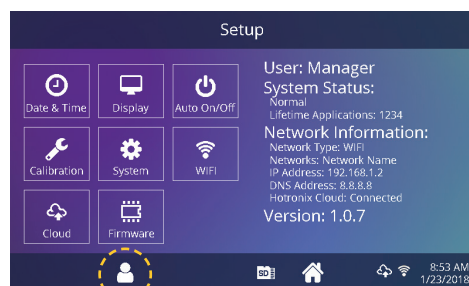 Setup
Date & Time
Display
Auto On/Off
Calibration
System
WIFI
Cloud
Firmware
User: Manager
System Status:
Normal
Lifetime Applications: 1234
Network Information:
Network Type: WIFI
Networks: Network Name
IP Address: 192.168.1.2
DNS Address: 8.8.8.8
Hotronix Cloud: Connected
Version: 1.0.7
SD
8:53 AM
1/23/2018